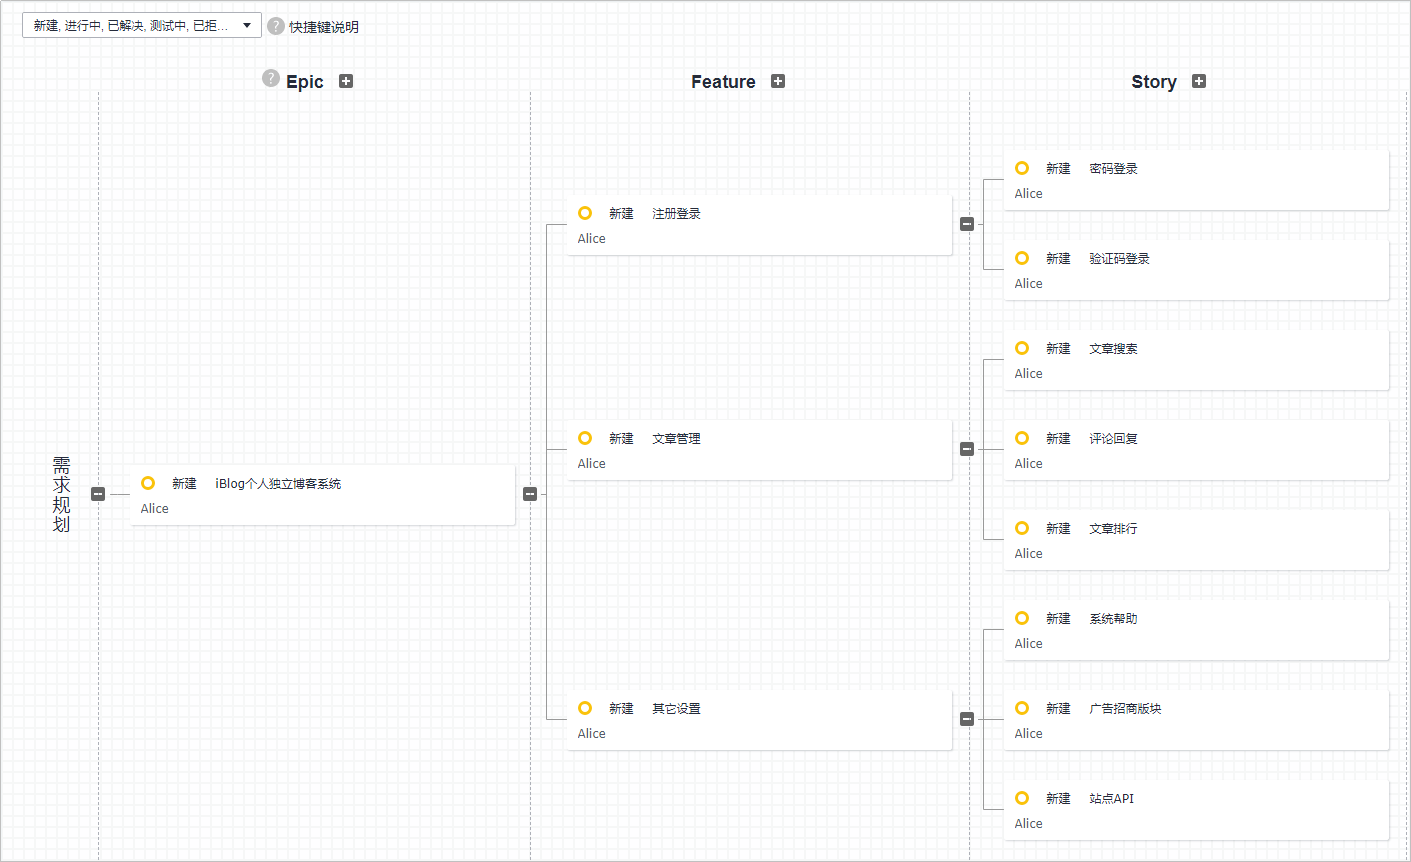 新建, 进行中, 已解决, 测试中, 已拒...
? 快捷键说明
? Epic
Feature
Story
需求规划
新建 iBlog个人独立博客系统
Alice
新建 注册登录
Alice
新建 文章管理
Alice
新建 其它设置
Alice
新建 密码登录
Alice
新建 验证码登录
Alice
新建 文章搜索
Alice
新建 评论回复
Alice
新建 文章排行
Alice
新建 系统帮助
Alice
新建 广告招商版块
Alice
新建 站点API
Alice